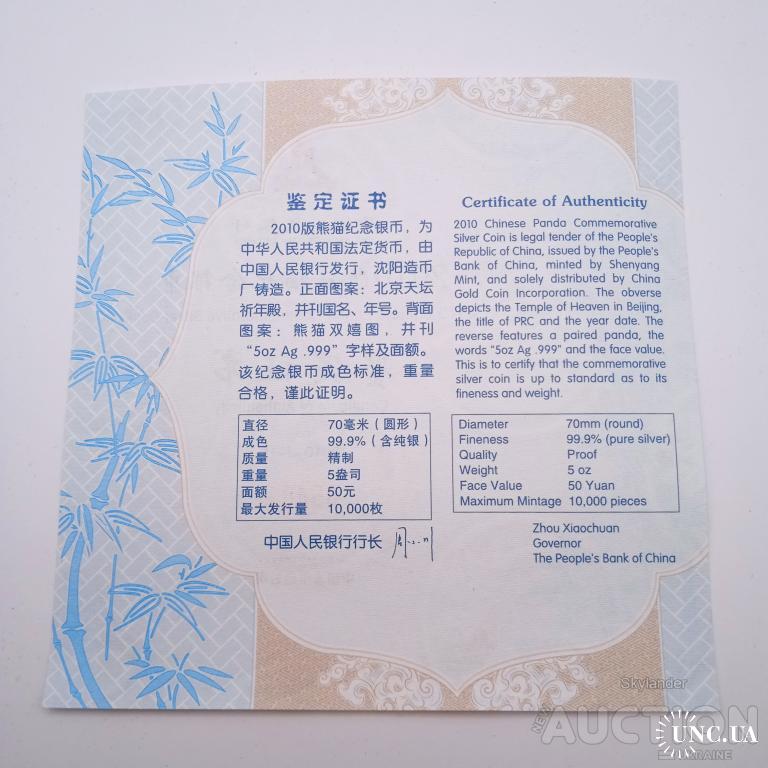 鉴定证书
2010版熊猫纪念银币，为
中华人民共和国法定货币，由
中国人民银行发行，沈阳造币
厂铸造。正面图案：北京天坛
祈年殿，并刊国名、年号。背面
图案：熊猫双嬉图，并刊
“5oz Ag .999”字样及面额。
该纪念银币成色标准，重量
合格，谨此证明。
直径 70毫米（圆形）
成色 99.9%（含纯银）
质量 精制
重量 5盎司
面额 50元
最大发行量 10,000枚
中国人民银行行长
Certificate of Authenticity
2010 Chinese Panda Commemorative
Silver Coin is legal tender of the People's
Republic of China, issued by the People's
Bank of China, minted by Shenyang
Mint, and solely distributed by China
Gold Coin Incorporation. The obverse
depicts the Temple of Heaven in Beijing,
the title of PRC and the year date. The
reverse features a paired panda, the
words “5oz Ag .999” and the face value.
This is to certify that the commemorative
silver coin is up to standard as to its
fineness and weight.
Diameter 70mm (round)
Fineness 99.9% (pure silver)
Quality Proof
Weight 5 oz
Face Value 50 Yuan
Maximum Mintage 10,000 pieces
Zhou Xiaochuan
Governor
The People's Bank of China
Skylander
NEW AUCTION
UNC.UA
UKRAINE